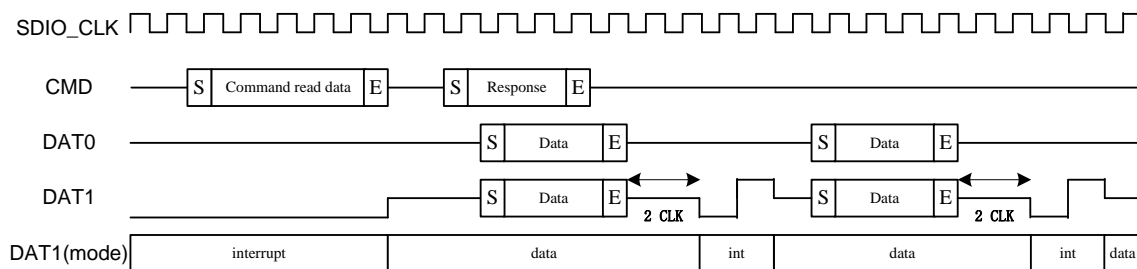 SDIO_CLK
CMD S Command read data E S Response E
DAT0 S Data E S Data E
DAT1 S Data E 2 CLK S Data E 2 CLK
DAT1(mode) interrupt data int data int data